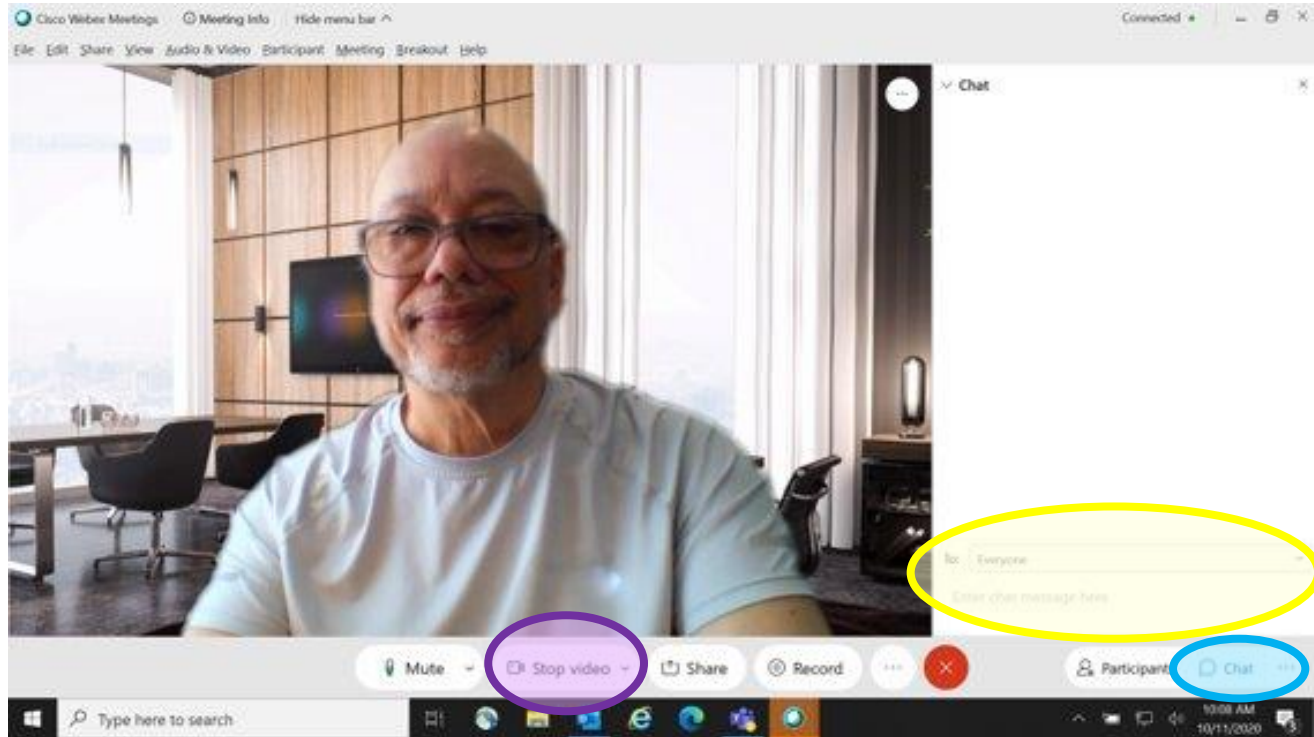 Cisco Webex Meetings Meeting Info Hide menu bar Connected
File Edit Share View Audio & Video Participant Meeting Breakout Help
Chat
To: Everyone
Enter chat message here
Mute Stop video Share Record Participant Chat
Type here to search
10:08 AM
10/11/2020
3